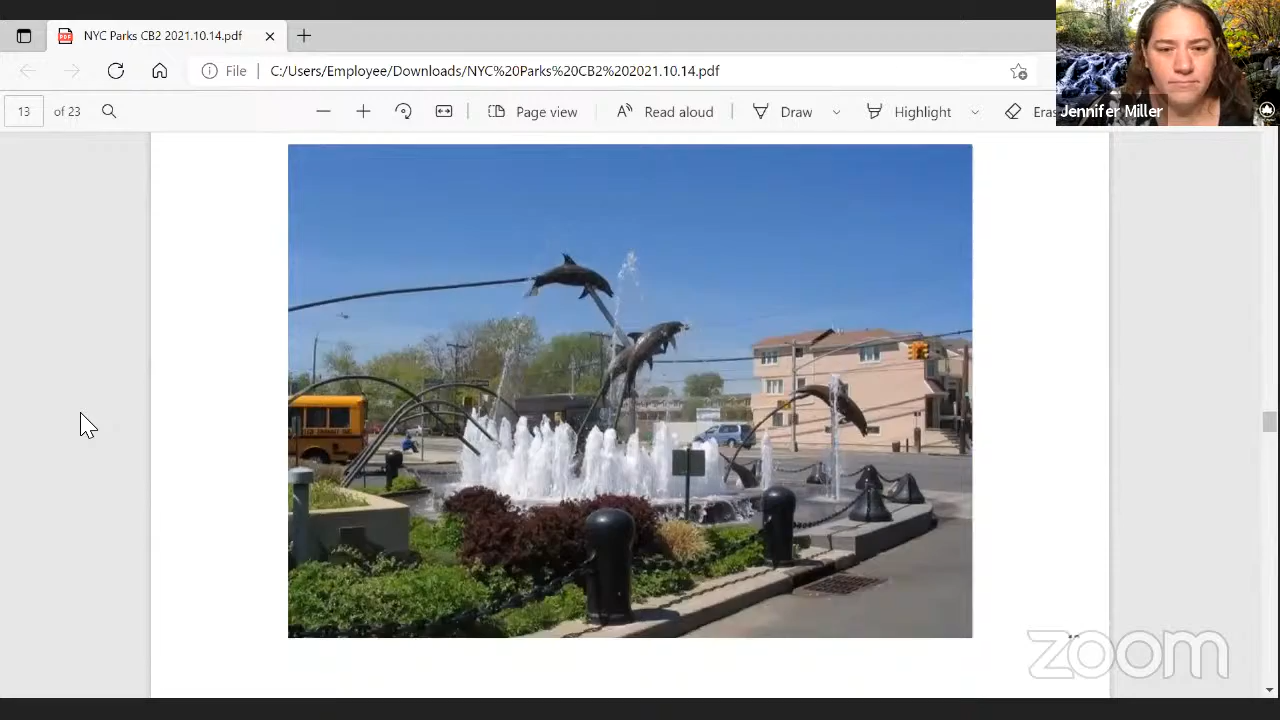 NYC Parks CB2 2021.10.14.pdf
File
C:/Users/Employee/Downloads/NYC%20Parks%20CB2%202021.10.14.pdf
13
of 23
Page view
Read aloud
Draw
Highlight
Eras
Jennifer Miller
zoom